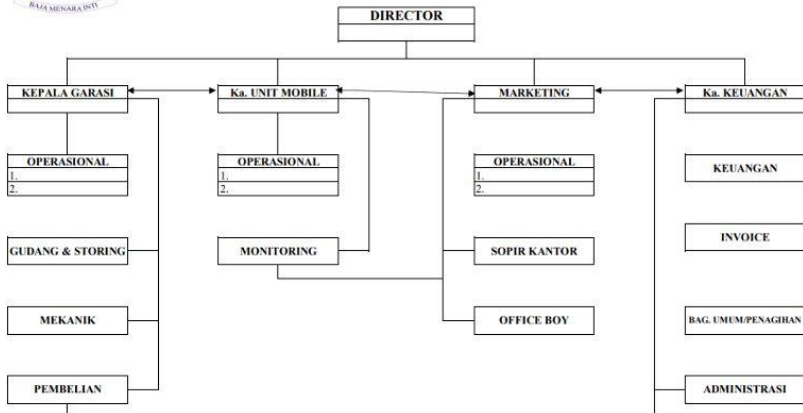 BAJA MENARA INTI
DIRECTOR
KEPALA GARASI
Ka. UNIT MOBILE
MARKETING
Ka. KEUANGAN
OPERASIONAL
1.
2.
OPERASIONAL
1.
2.
OPERASIONAL
1.
2.
KEUANGAN
GUDANG & STORING
MONITORING
SOPIR KANTOR
INVOICE
MEKANIK
OFFICE BOY
BAG. UMUM/PENAGIHAN
PEMBELIAN
ADMINISTRASI